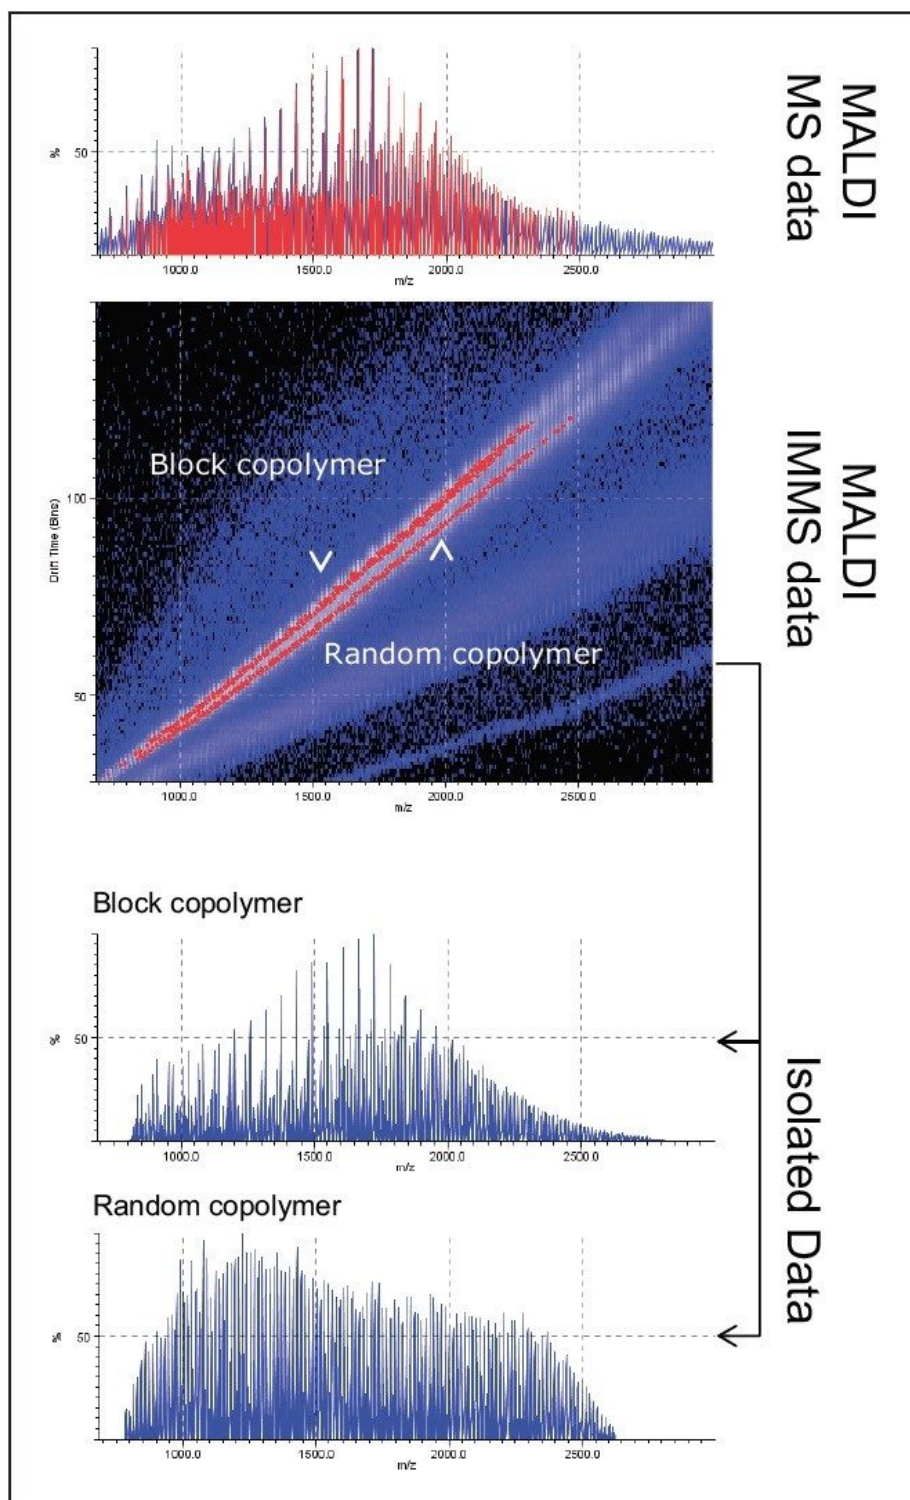 MALDI
MS data
%
50
1000.0
1500.0
2000.0
2500.0
m/z
MALDI
IMMS data
Block copolymer
Random copolymer
Drift Time (Bins)
100
50
1000.0
1500.0
2000.0
2500.0
m/z
Isolated Data
Block copolymer
%
50
1000.0
1500.0
2000.0
2500.0
m/z
Random copolymer
%
50
1000.0
1500.0
2000.0
2500.0
m/z